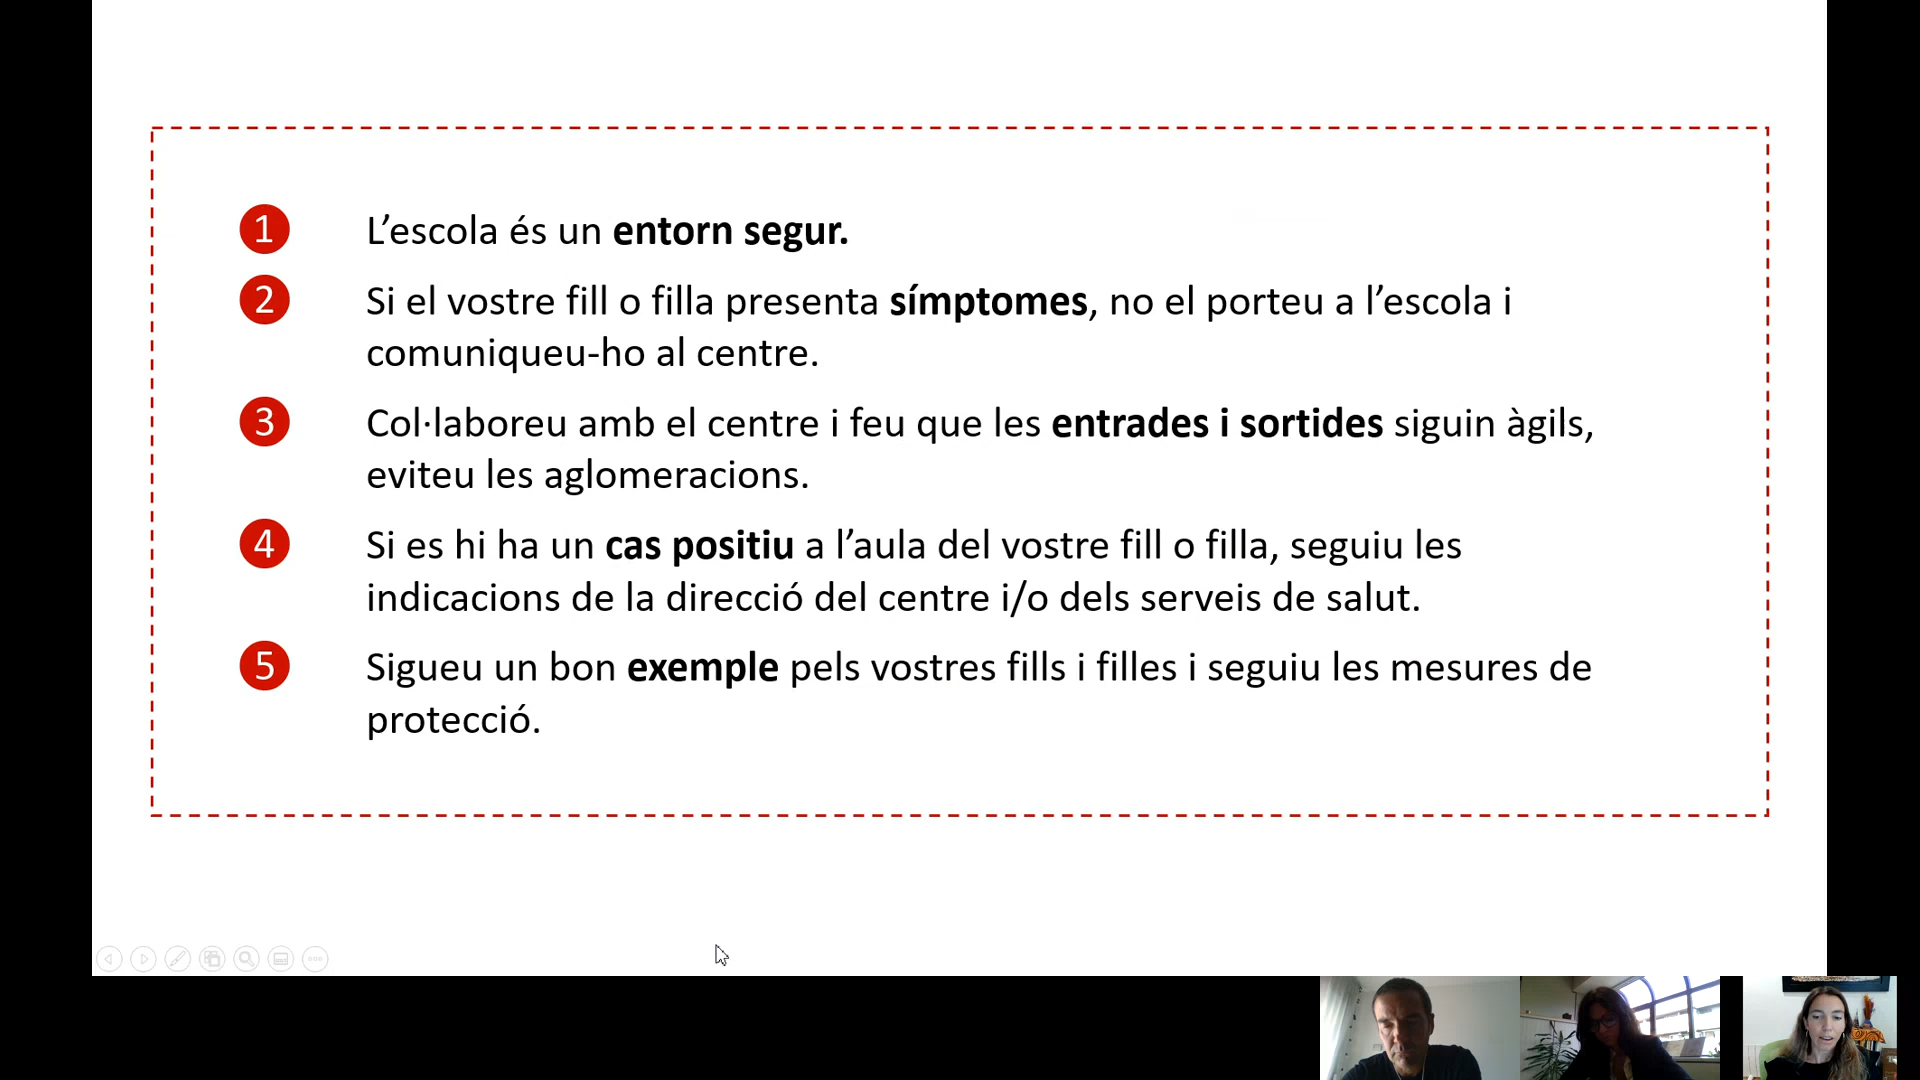 1 L’escola és un entorn segur.
2 Si el vostre fill o filla presenta símptomes, no el porteu a l’escola i
comuniqueu-ho al centre.
3 Col·laboreu amb el centre i feu que les entrades i sortides siguin àgils,
eviteu les aglomeracions.
4 Si es hi ha un cas positiu a l’aula del vostre fill o filla, seguiu les
indicacions de la direcció del centre i/o dels serveis de salut.
5 Sigueu un bon exemple pels vostres fills i filles i seguiu les mesures de
protecció.